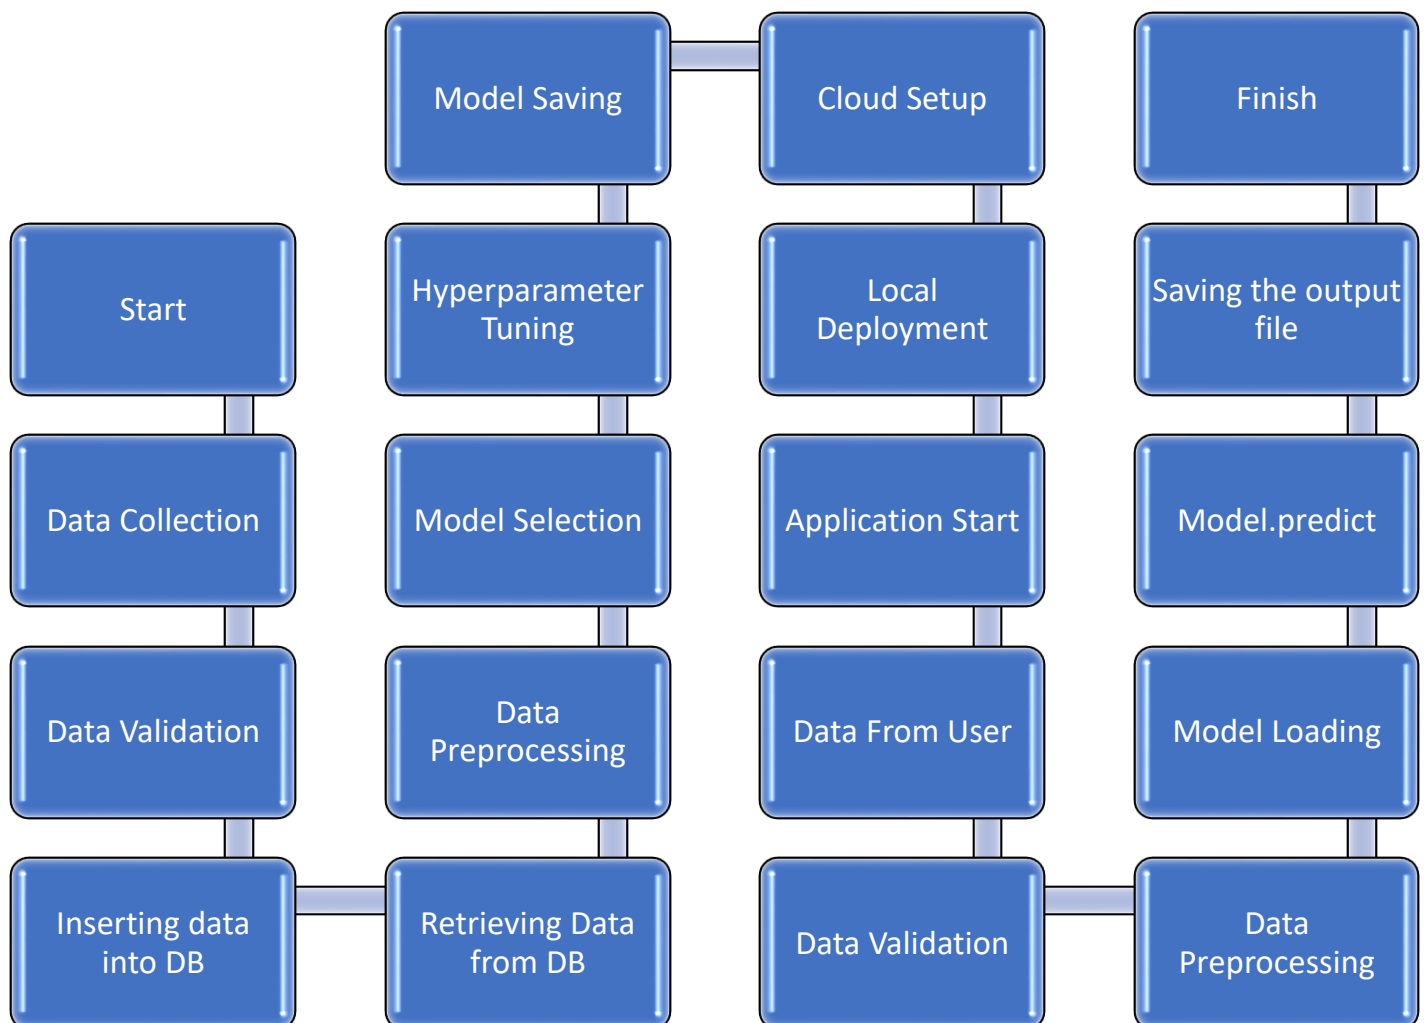 Start
Data Collection
Data Validation
Inserting data
into DB
Retrieving Data
from DB
Data
Preprocessing
Model Selection
Hyperparameter
Tuning
Model Saving
Cloud Setup
Local
Deployment
Application Start
Data From User
Data Validation
Data
Preprocessing
Model Loading
Model.predict
Saving the output
file
Finish